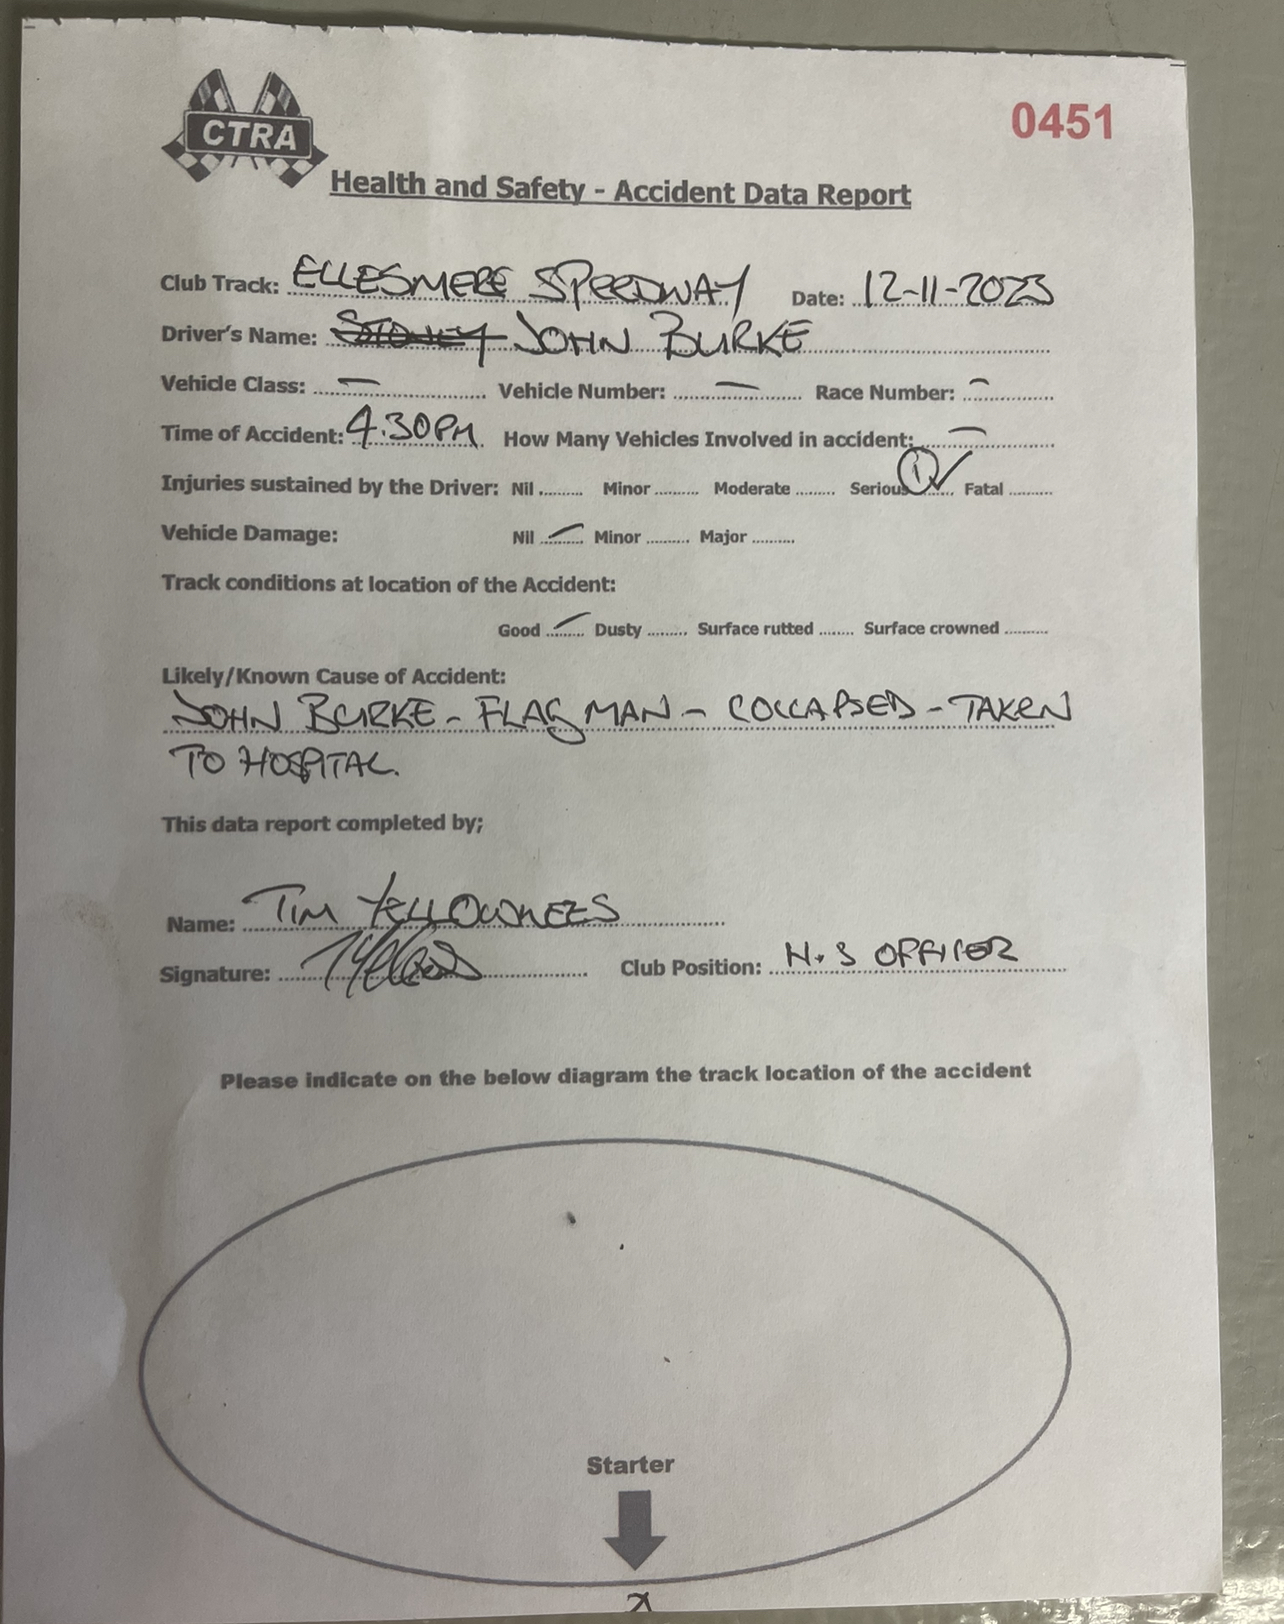 CTRA
0451
Health and Safety - Accident Data Report
Club Track: ELLESMERE SPEEDWAY Date: 12-11-2023
Driver's Name: JOHN BURKE
Vehicle Class: — Vehicle Number: — Race Number: —
Time of Accident: 4.30PM How Many Vehicles Involved in accident: —
Injuries sustained by the Driver: Nil ........ Minor ........ Moderate ........ Serious 1 ✓ Fatal ........
Vehicle Damage: Nil ........ Minor ........ Major ........
Track conditions at location of the Accident:
Good ........ Dusty ........ Surface rutted ........ Surface crowned ........
Likely/Known Cause of Accident:
JOHN BURKE - FLAG MAN - COLLAPSED - TAKEN
TO HOSPITAL.
This data report completed by;
Name: TIM YELLOWLEES
Signature:
Club Position: H.S OFFICER
Please indicate on the below diagram the track location of the accident
Starter
X